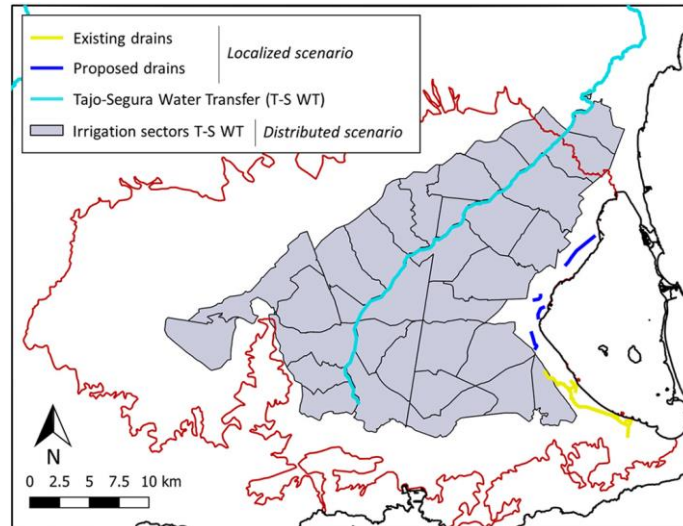 Existing drains
Localized scenario
Proposed drains
Tajo-Segura Water Transfer (T-S WT)
Irrigation sectors T-S WT
Distributed scenario
N
0 2.5 5 7.5 10 km